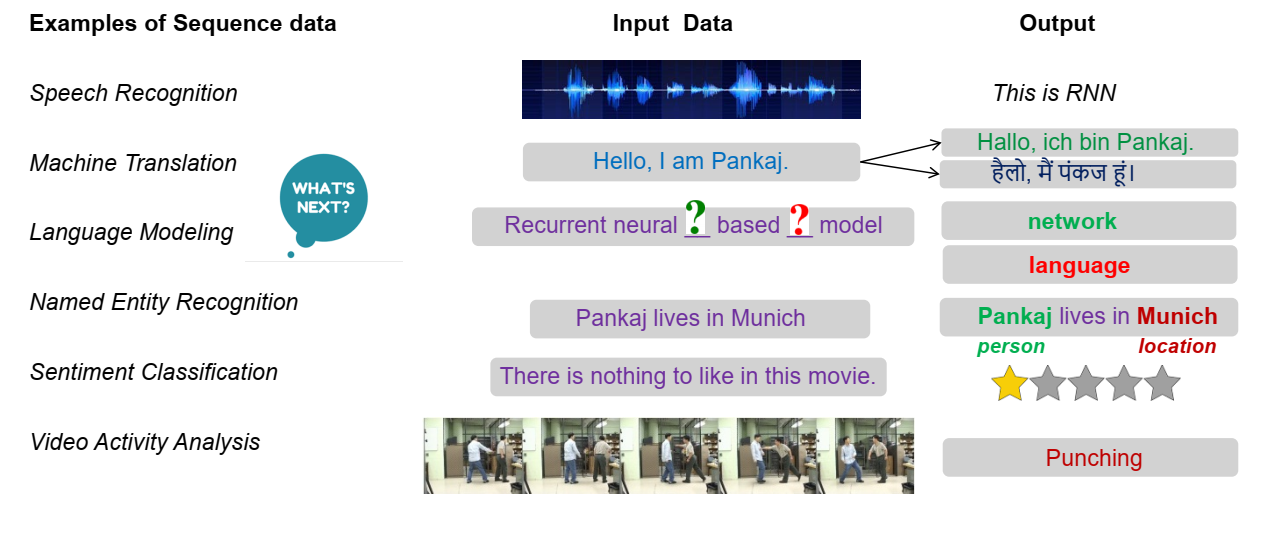 Examples of Sequence data
Input Data
Output
Speech Recognition
This is RNN
Machine Translation
Hello, I am Pankaj.
Hallo, ich bin Pankaj.
हैलो, मैं पंकज हूं।
WHAT'S
NEXT?
Language Modeling
Recurrent neural ? based ? model
network
language
Named Entity Recognition
Pankaj lives in Munich
Pankaj lives in Munich
person location
Sentiment Classification
There is nothing to like in this movie.
Video Activity Analysis
Punching